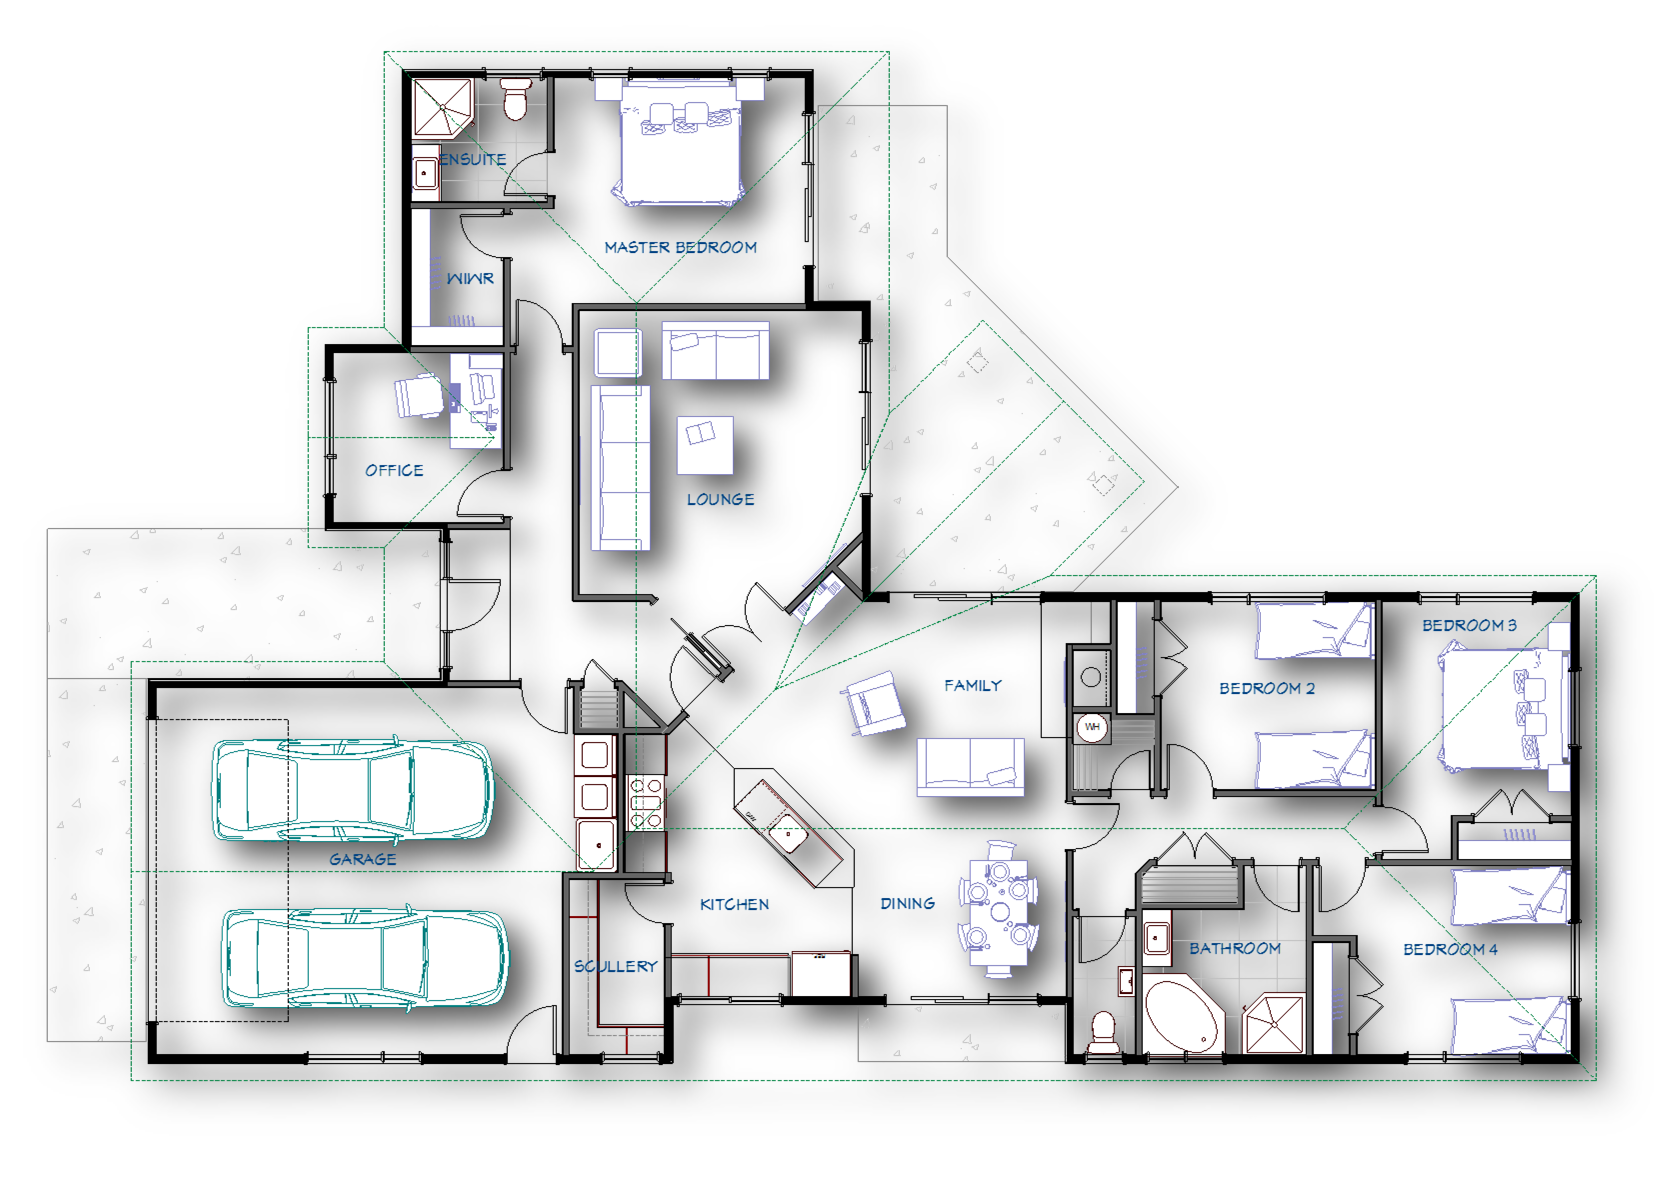 ENSUITE
MASTER BEDROOM
WIWR
OFFICE
LOUNGE
BEDROOM 3
FAMILY
BEDROOM 2
WH
GARAGE
KITCHEN
DINING
BATHROOM
BEDROOM 4
SCULLERY